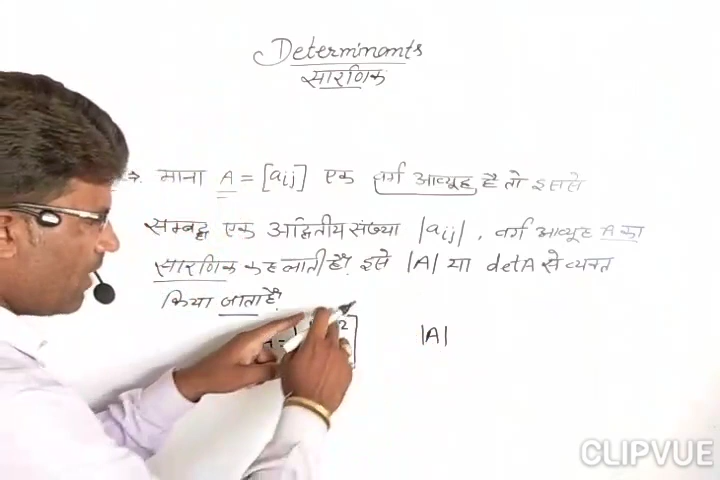 Determinants
सारणिक
→ माना A = [aij] एक वर्ग आव्यूह है तो इससे
सम्बद्ध एक अद्वितीय संख्या |aij|, वर्ग आव्यूह A का
सारणिक कहलाती है। इसे |A| या detA से व्यक्त
किया जाता है।
|A|
CLIPVUE